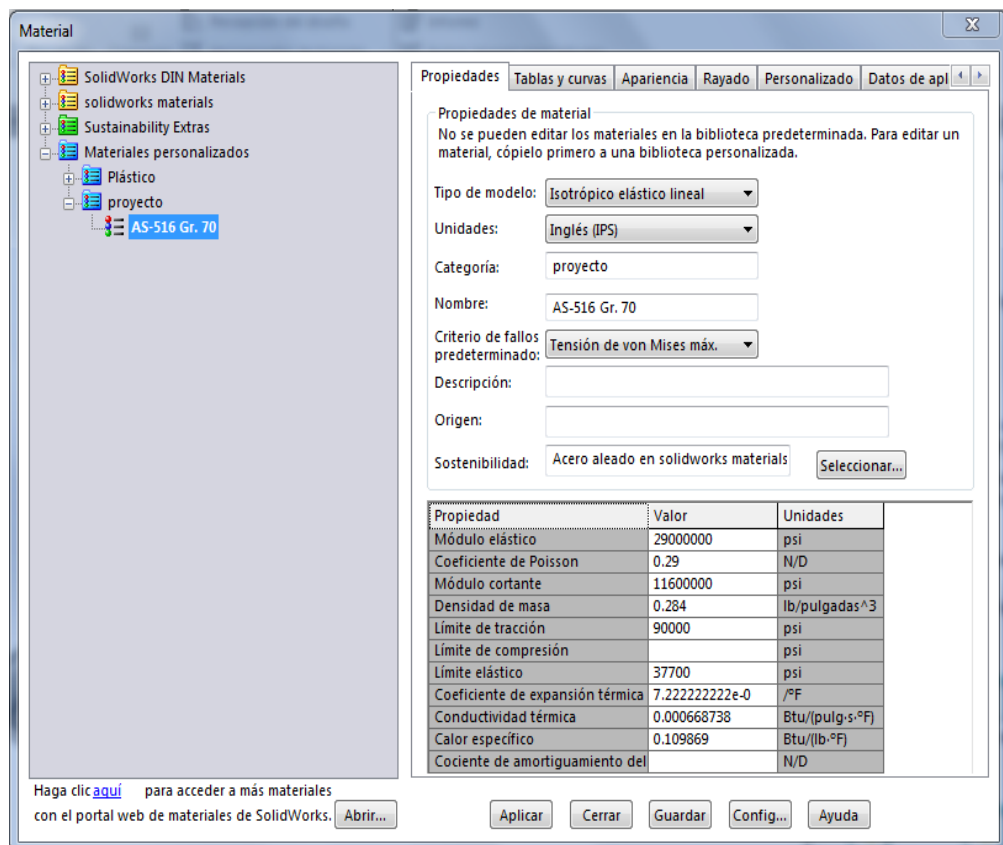 Material
SolidWorks DIN Materials
solidworks materials
Sustainability Extras
Materiales personalizados
Plástico
proyecto
AS-516 Gr. 70
Haga clic aquí para acceder a más materiales
con el portal web de materiales de SolidWorks. Abrir...
Propiedades Tablas y curvas Apariencia Rayado Personalizado Datos de apl
Propiedades de material
No se pueden editar los materiales en la biblioteca predeterminada. Para editar un
material, cópielo primero a una biblioteca personalizada.
Tipo de modelo: Isotrópico elástico lineal
Unidades: Inglés (IPS)
Categoría: proyecto
Nombre: AS-516 Gr. 70
Criterio de fallos
predeterminado: Tensión de von Mises máx.
Descripción:
Origen:
Sostenibilidad: Acero aleado en solidworks materials Seleccionar...
Propiedad Valor Unidades
Módulo elástico 29000000 psi
Coeficiente de Poisson 0.29 N/D
Módulo cortante 11600000 psi
Densidad de masa 0.284 lb/pulgadas^3
Límite de tracción 90000 psi
Límite de compresión psi
Límite elástico 37700 psi
Coeficiente de expansión térmica 7.222222222e-0 /°F
Conductividad térmica 0.000668738 Btu/(pulg·s·°F)
Calor específico 0.109869 Btu/(lb·°F)
Cociente de amortiguamiento del N/D
Aplicar Cerrar Guardar Config... Ayuda